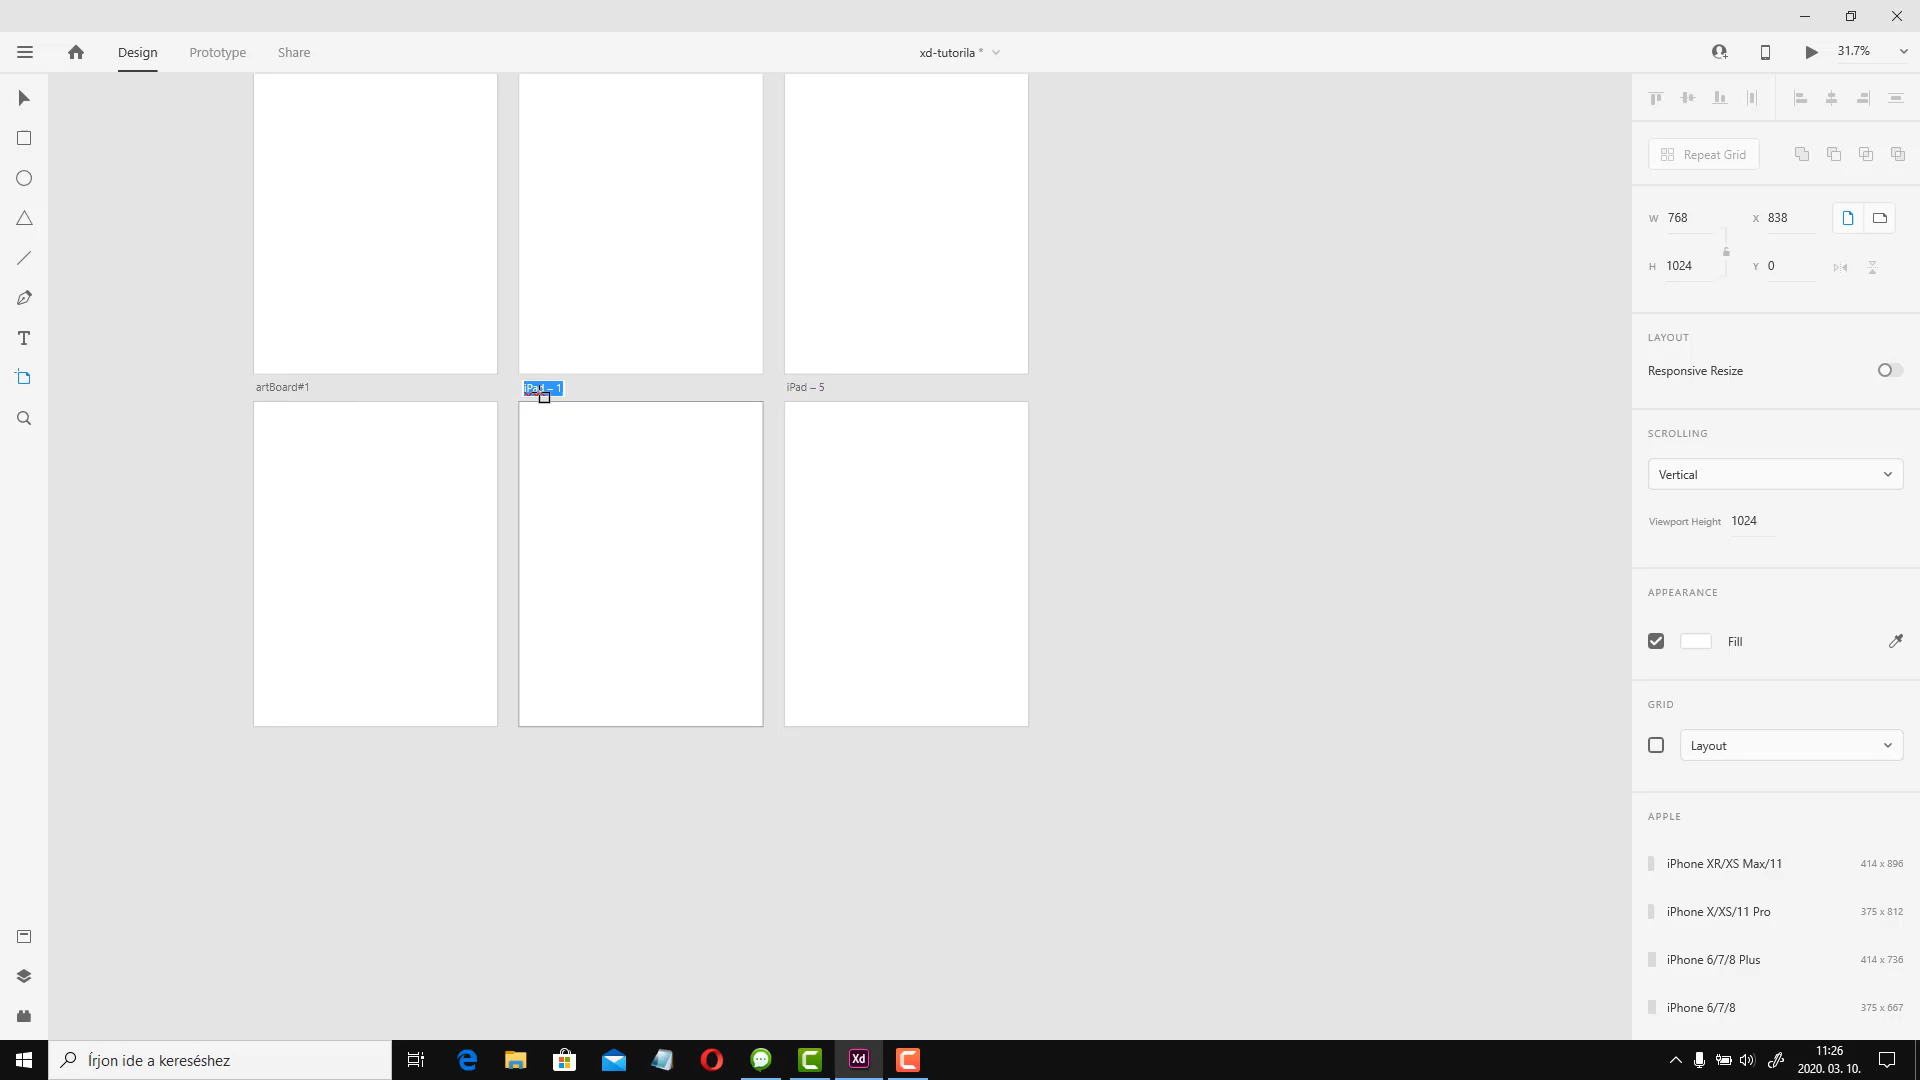 Design
Prototype
Share
xd-tutorila *
31.7%
Repeat Grid
W 768
X 838
H 1024
Y 0
LAYOUT
Responsive Resize
SCROLLING
Vertical
Viewport Height 1024
APPEARANCE
Fill
GRID
Layout
APPLE
iPhone XR/XS Max/11 414 x 896
iPhone X/XS/11 Pro 375 x 812
iPhone 6/7/8 Plus 414 x 736
iPhone 6/7/8 375 x 667
artBoard#1
iPad – 1
iPad – 5
Írjon ide a kereséshez
Xd
11:26
2020. 03. 10.